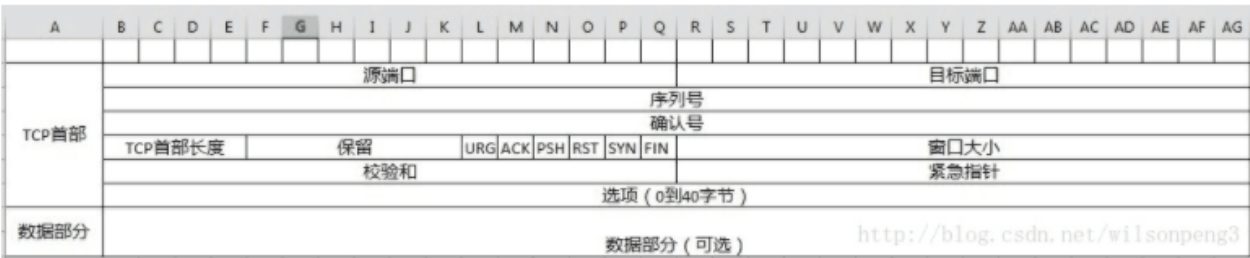 A B C D E F G H I J K L M N O P Q R S T U V W X Y Z AA AB AC AD AE AF AG
源端口 目标端口
序列号
TCP首部 确认号
TCP首部长度 保留 URG ACK PSH RST SYN FIN 窗口大小
校验和 紧急指针
选项（0到40字节）
数据部分 数据部分（可选）
http://blog.csdn.net/wilsonpeng3